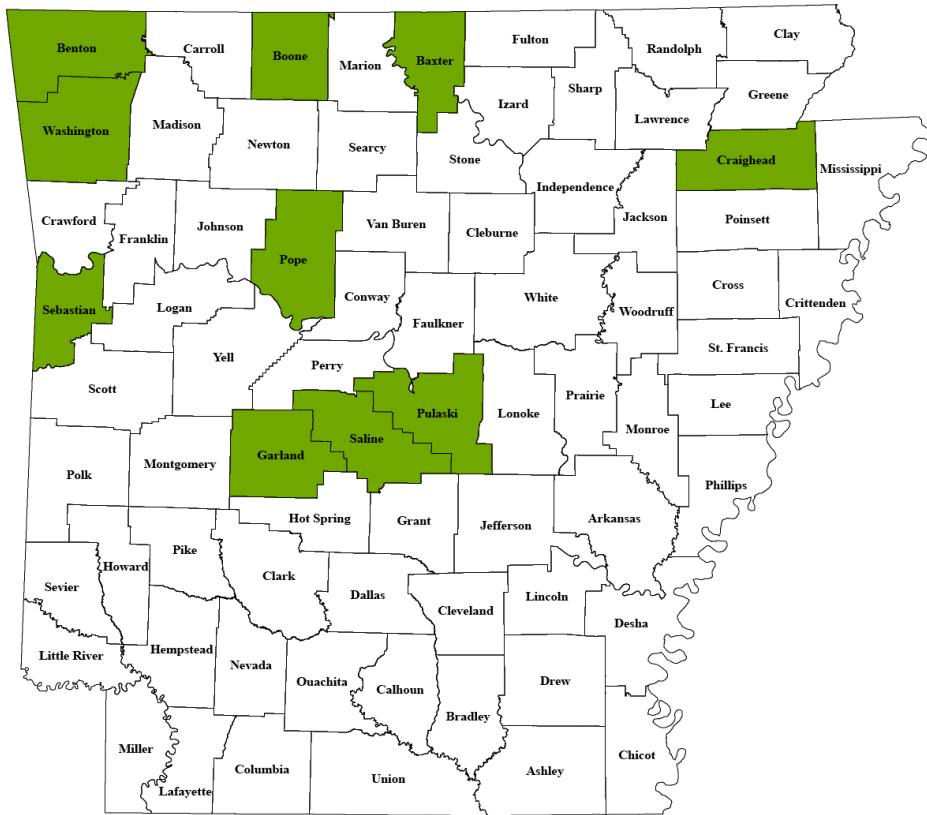 Benton
Carroll
Boone
Marion
Baxter
Fulton
Randolph
Clay
Sharp
Izard
Greene
Lawrence
Washington
Madison
Newton
Searcy
Stone
Craighead
Mississippi
Independence
Crawford
Franklin
Johnson
Pope
Van Buren
Cleburne
Jackson
Poinsett
Sebastian
Logan
Conway
Faulkner
White
Woodruff
Cross
Crittenden
Scott
Yell
Perry
St. Francis
Pulaski
Lonoke
Prairie
Monroe
Lee
Polk
Montgomery
Garland
Saline
Phillips
Hot Spring
Grant
Jefferson
Arkansas
Sevier
Howard
Pike
Clark
Dallas
Cleveland
Lincoln
Desha
Little River
Hempstead
Nevada
Ouachita
Calhoun
Bradley
Drew
Miller
Lafayette
Columbia
Union
Ashley
Chicot